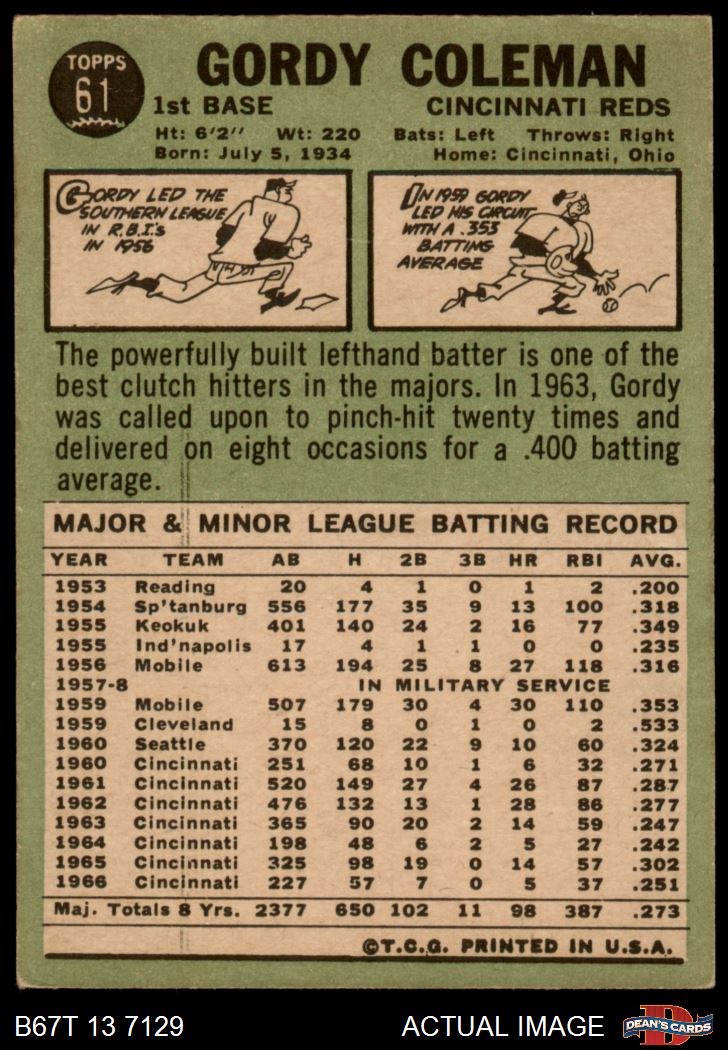 TOPPS
61
GORDY COLEMAN
1st BASE CINCINNATI REDS
Ht: 6'2" Wt: 220 Bats: Left Throws: Right
Born: July 5, 1934 Home: Cincinnati, Ohio
GORDY LED THE
SOUTHERN LEAGUE
IN R.B.I.'s
IN 1956
IN 1959 GORDY
LED HIS CIRCUIT
WITH A .353
BATTING
AVERAGE
The powerfully built lefthand batter is one of the
best clutch hitters in the majors. In 1963, Gordy
was called upon to pinch-hit twenty times and
delivered on eight occasions for a .400 batting
average.
MAJOR & MINOR LEAGUE BATTING RECORD
YEAR TEAM AB H 2B 3B HR RBI AVG.
1953 Reading 20 4 1 0 1 2 .200
1954 Sp'tanburg 556 177 35 9 13 100 .318
1955 Keokuk 401 140 24 2 16 77 .349
1955 Ind'napolis 17 4 1 1 0 0 .235
1956 Mobile 613 194 25 8 27 118 .316
1957-8 IN MILITARY SERVICE
1959 Mobile 507 179 30 4 30 110 .353
1959 Cleveland 15 8 0 1 0 2 .533
1960 Seattle 370 120 22 9 10 60 .324
1960 Cincinnati 251 68 10 1 6 32 .271
1961 Cincinnati 520 149 27 4 26 87 .287
1962 Cincinnati 476 132 13 1 28 86 .277
1963 Cincinnati 365 90 20 2 14 59 .247
1964 Cincinnati 198 48 6 2 5 27 .242
1965 Cincinnati 325 98 19 0 14 57 .302
1966 Cincinnati 227 57 7 0 5 37 .251
Maj. Totals 8 Yrs. 2377 650 102 11 98 387 .273
©T.C.G. PRINTED IN U.S.A.
B67T 13 7129 ACTUAL IMAGE
D
DEAN'S CARDS